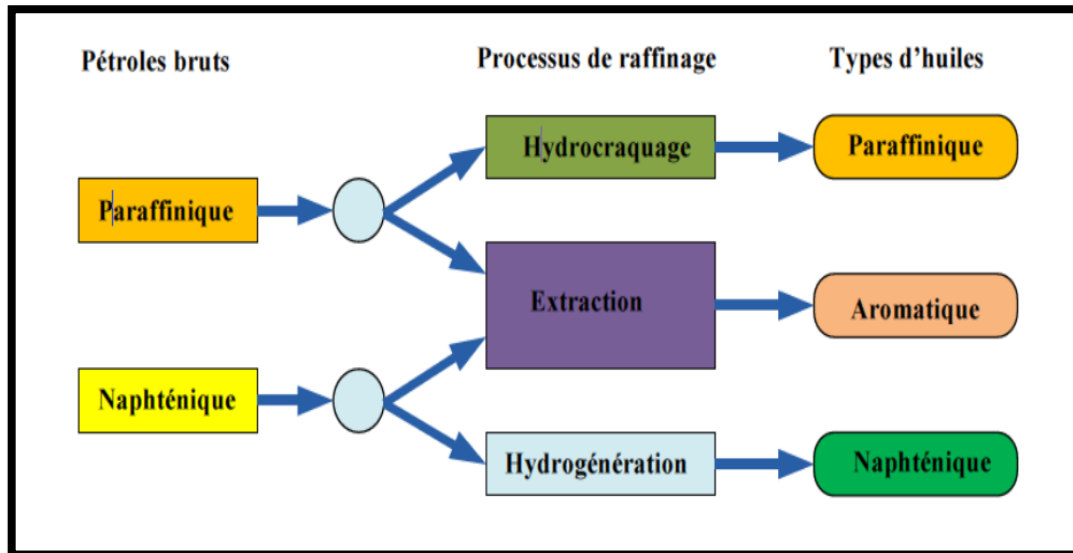 Pétroles bruts
Processus de raffinage
Types d'huiles
Hydrocraquage
Paraffinique
Paraffinique
Extraction
Aromatique
Naphténique
Hydrogénération
Naphténique